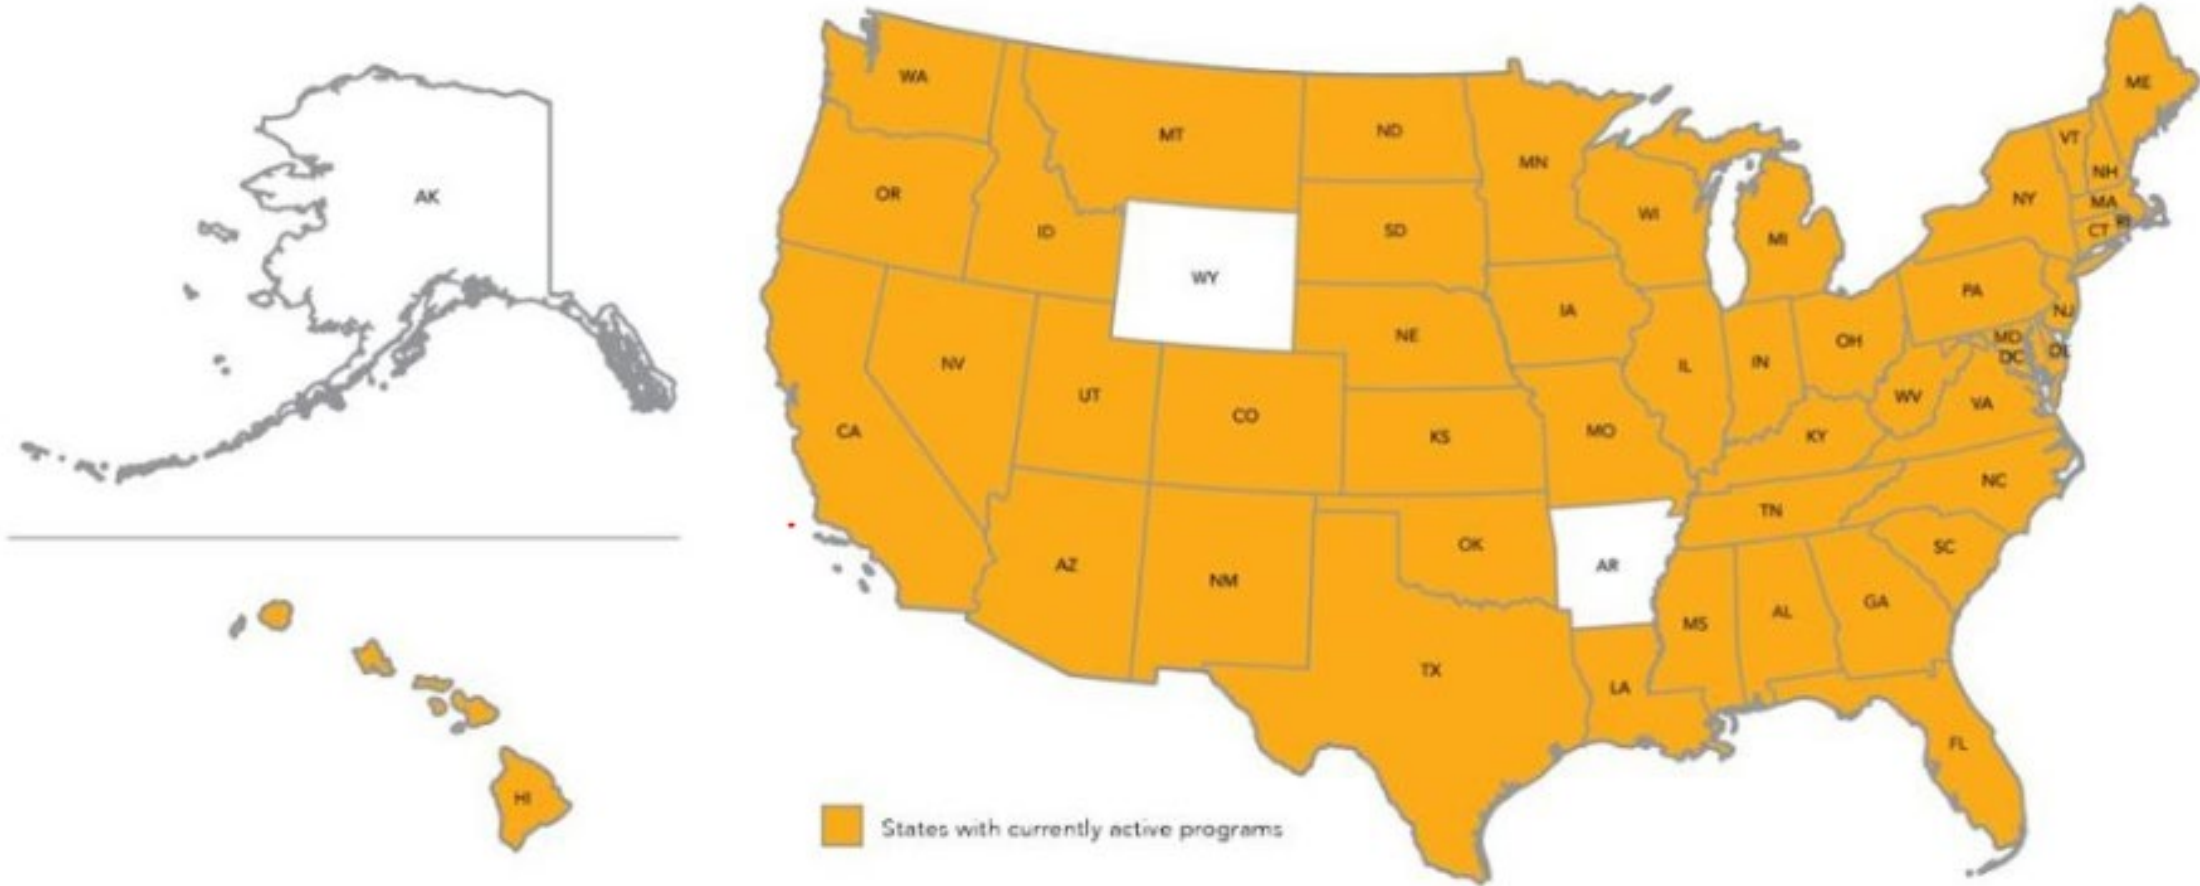 WA
MT
ND
MN
ME
VT
NH
AK
OR
ID
SD
WI
MI
NY
MA
RI
CT
WY
IA
PA
NE
NJ
NV
UT
CO
IL
IN
OH
MD
DC
DE
CA
KS
MO
KY
WV
VA
NC
TN
AZ
NM
OK
AR
SC
MS
AL
GA
TX
LA
FL
HI
States with currently active programs